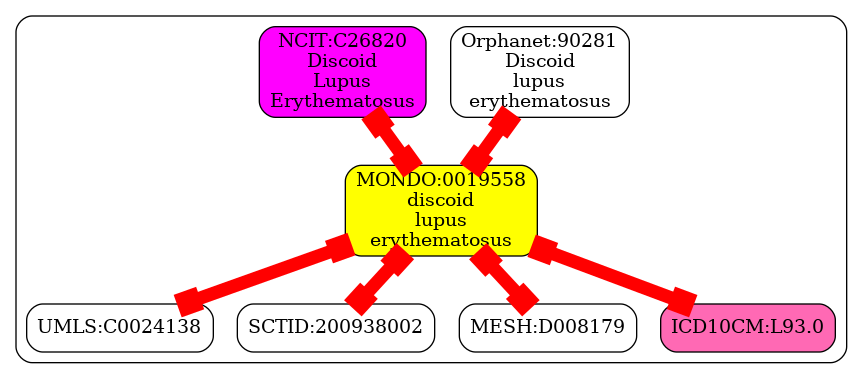 NCIT:C26820
Discoid
Lupus
Erythematosus
Orphanet:90281
Discoid
lupus
erythematosus
MONDO:0019558
discoid
lupus
erythematosus
UMLS:C0024138
SCTID:200938002
MESH:D008179
ICD10CM:L93.0